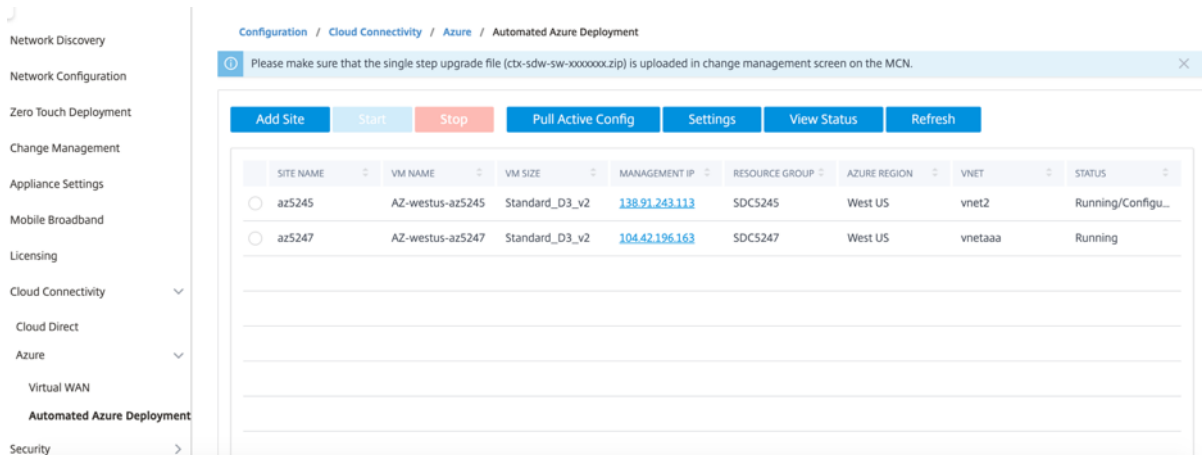 Network Discovery
Network Configuration
Zero Touch Deployment
Change Management
Appliance Settings
Mobile Broadband
Licensing
Cloud Connectivity
Cloud Direct
Azure
Virtual WAN
Automated Azure Deployment
Security
Configuration / Cloud Connectivity / Azure / Automated Azure Deployment
Please make sure that the single step upgrade file (ctx-sdw-sw-xxxxxxx.zip) is uploaded in change management screen on the MCN.
Add Site Start Stop Pull Active Config Settings View Status Refresh
SITE NAME VM NAME VM SIZE MANAGEMENT IP RESOURCE GROUP AZURE REGION VNET STATUS
az5245 AZ-westus-az5245 Standard_D3_v2 138.91.243.113 SDC5245 West US vnet2 Running/Configu...
az5247 AZ-westus-az5247 Standard_D3_v2 104.42.196.163 SDC5247 West US vnetaaa Running